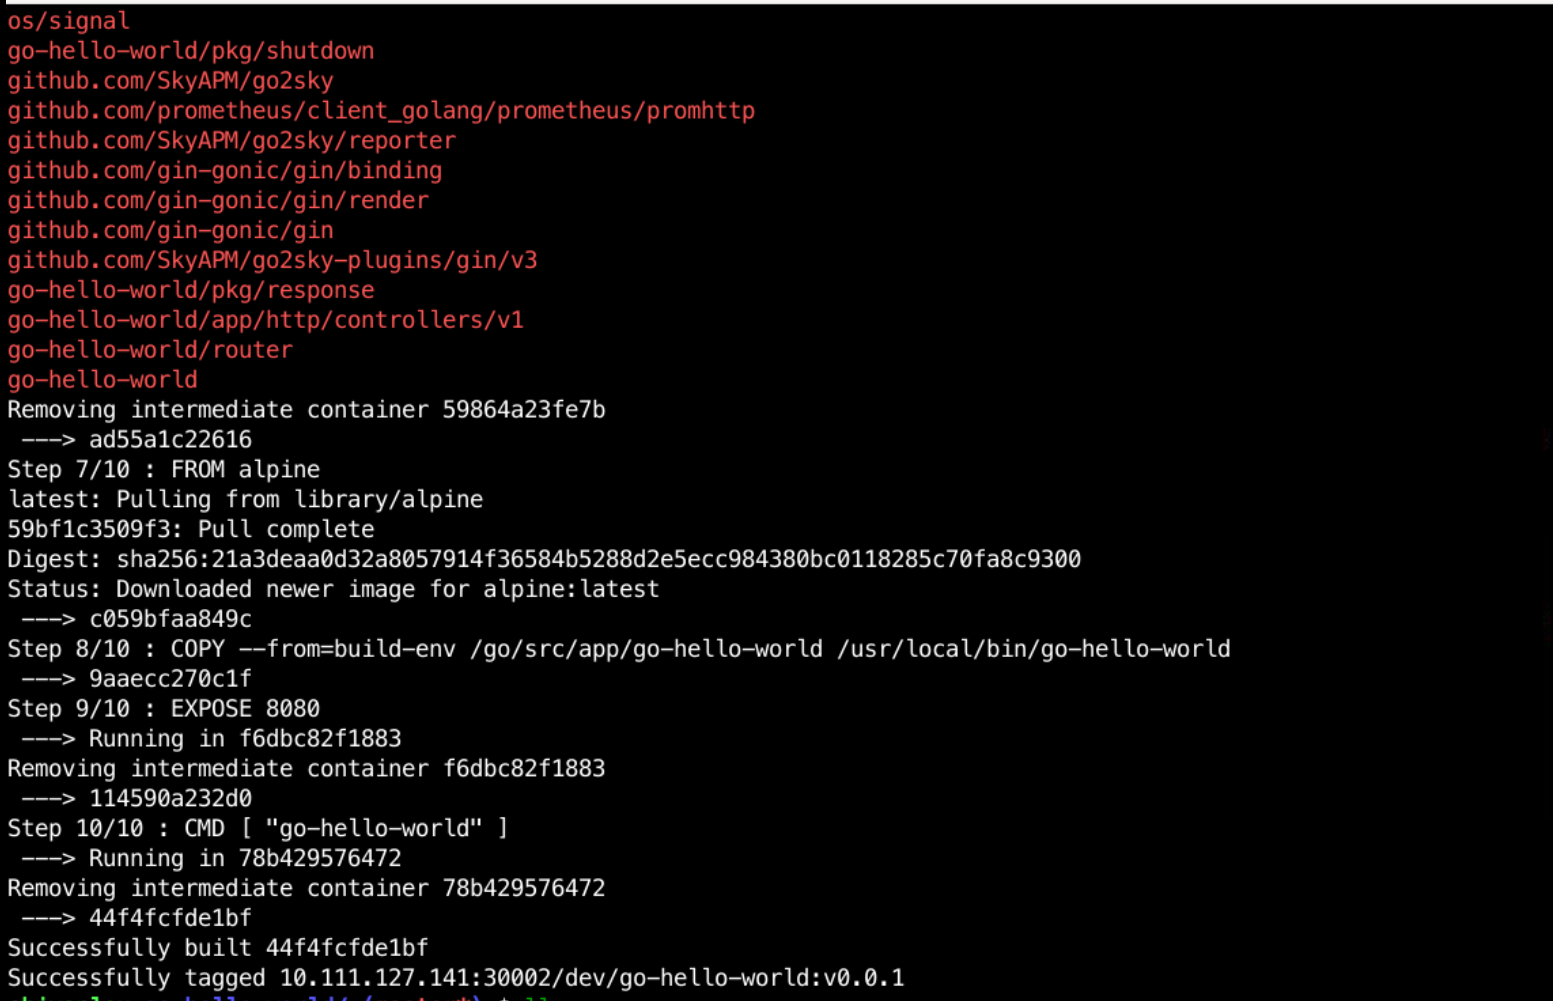 os/signal
go-hello-world/pkg/shutdown
github.com/SkyAPM/go2sky
github.com/prometheus/client_golang/prometheus/promhttp
github.com/SkyAPM/go2sky/reporter
github.com/gin-gonic/gin/binding
github.com/gin-gonic/gin/render
github.com/gin-gonic/gin
github.com/SkyAPM/go2sky-plugins/gin/v3
go-hello-world/pkg/response
go-hello-world/app/http/controllers/v1
go-hello-world/router
go-hello-world
Removing intermediate container 59864a23fe7b
 ---> ad55a1c22616
Step 7/10 : FROM alpine
latest: Pulling from library/alpine
59bf1c3509f3: Pull complete
Digest: sha256:21a3deaa0d32a8057914f36584b5288d2e5ecc984380bc0118285c70fa8c9300
Status: Downloaded newer image for alpine:latest
 ---> c059bfaa849c
Step 8/10 : COPY --from=build-env /go/src/app/go-hello-world /usr/local/bin/go-hello-world
 ---> 9aaecc270c1f
Step 9/10 : EXPOSE 8080
 ---> Running in f6dbc82f1883
Removing intermediate container f6dbc82f1883
 ---> 114590a232d0
Step 10/10 : CMD [ "go-hello-world" ]
 ---> Running in 78b429576472
Removing intermediate container 78b429576472
 ---> 44f4fcfde1bf
Successfully built 44f4fcfde1bf
Successfully tagged 10.111.127.141:30002/dev/go-hello-world:v0.0.1